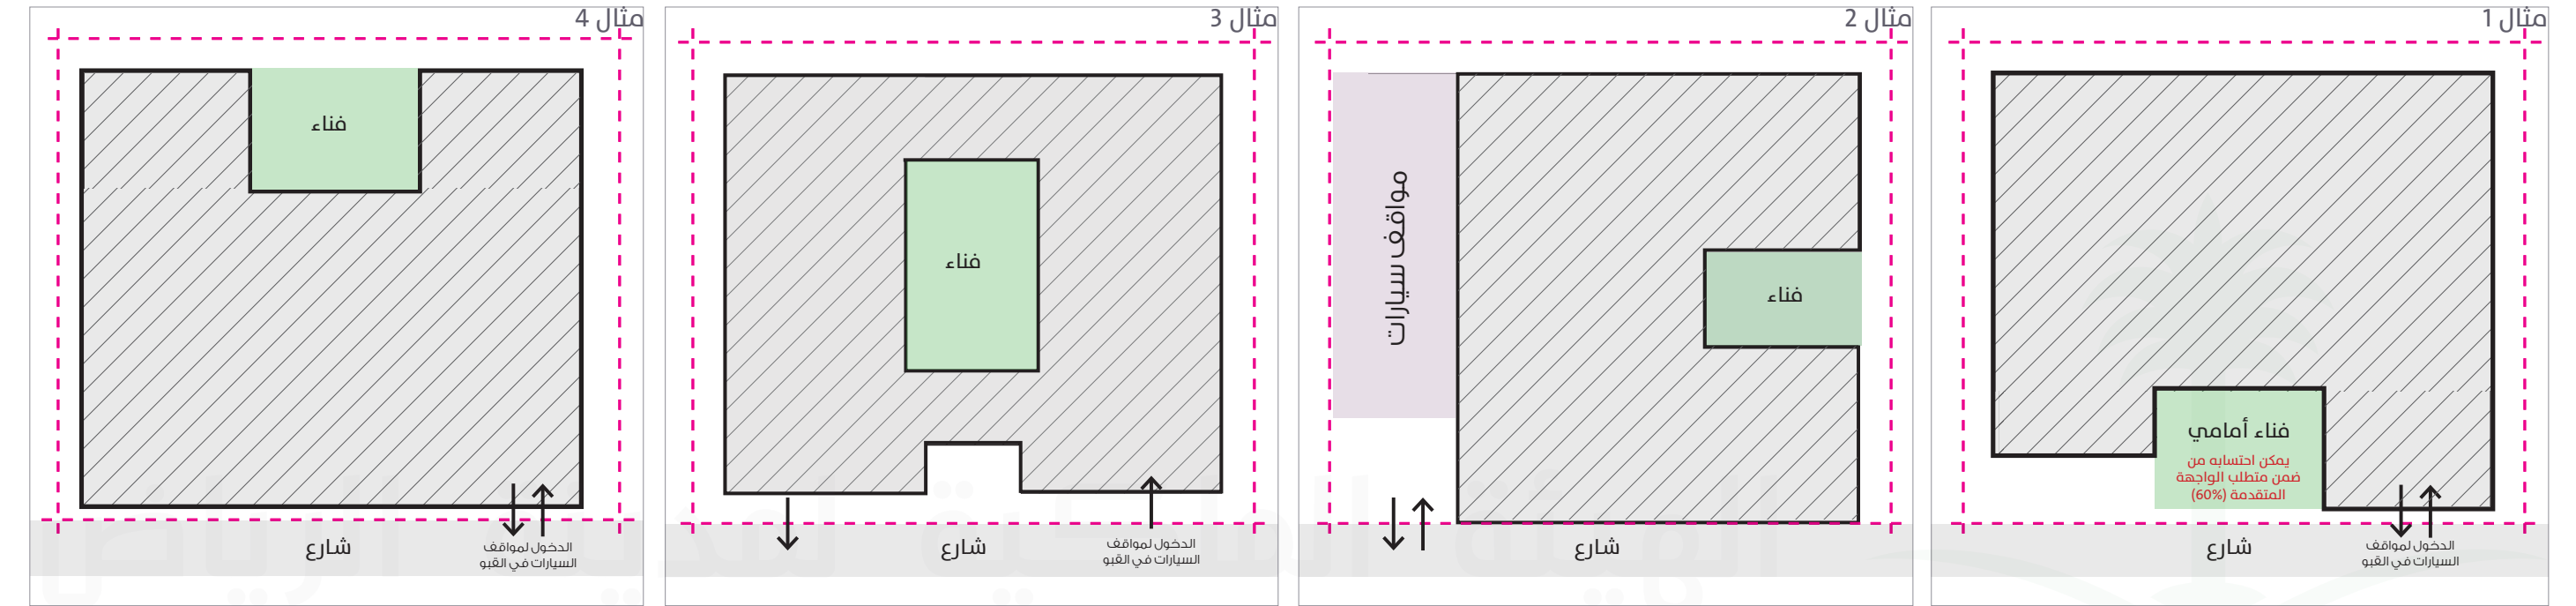 مثال 1
فناء أمامي
يمكن احتسابه من
ضمن متطلب الواجهة
المتقدمة (60%)
شارع
الدخول لمواقف
السيارات في القبو
مثال 2
مواقف سيارات
فناء
شارع
مثال 3
فناء
شارع
الدخول لمواقف
السيارات في القبو
مثال 4
فناء
شارع
الدخول لمواقف
السيارات في القبو